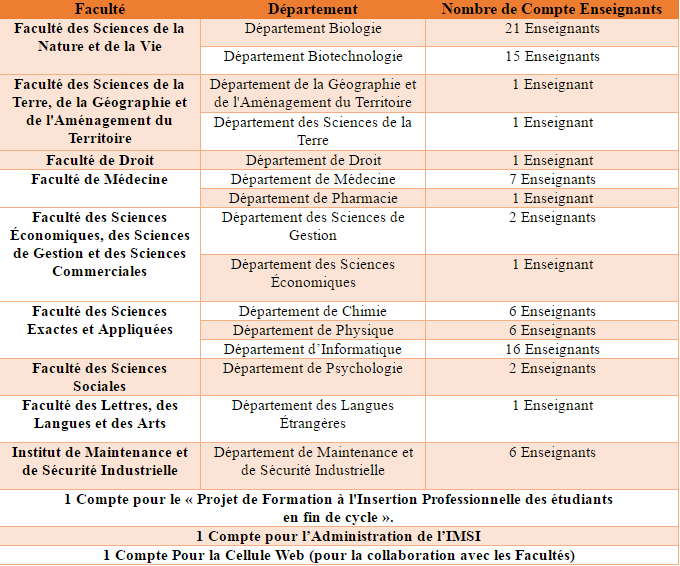 Faculté Département Nombre de Compte Enseignants
Faculté des Sciences de la
Nature et de la Vie
Département Biologie 21 Enseignants
Département Biotechnologie 15 Enseignants
Faculté des Sciences de la
Terre, de la Géographie et
de l'Aménagement du
Territoire
Département de la Géographie et
de l'Aménagement du Territoire
1 Enseignant
Département des Sciences de la
Terre
1 Enseignant
Faculté de Droit Département de Droit 1 Enseignant
Faculté de Médecine Département de Médecine 7 Enseignants
Département de Pharmacie 1 Enseignant
Faculté des Sciences
Économiques, des Sciences
de Gestion et des Sciences
Commerciales
Département des Sciences de
Gestion
2 Enseignants
Département des Sciences
Économiques
1 Enseignant
Faculté des Sciences
Exactes et Appliquées
Département de Chimie 6 Enseignants
Département de Physique 6 Enseignants
Département d’Informatique 16 Enseignants
Faculté des Sciences
Sociales
Département de Psychologie 2 Enseignants
Faculté des Lettres, des
Langues et des Arts
Département des Langues
Étrangères
1 Enseignant
Institut de Maintenance et
de Sécurité Industrielle
Département de Maintenance et
de Sécurité Industrielle
6 Enseignants
1 Compte pour le « Projet de Formation à l'Insertion Professionnelle des étudiants
en fin de cycle ».
1 Compte pour l’Administration de l’IMSI
1 Compte Pour la Cellule Web (pour la collaboration avec les Facultés)